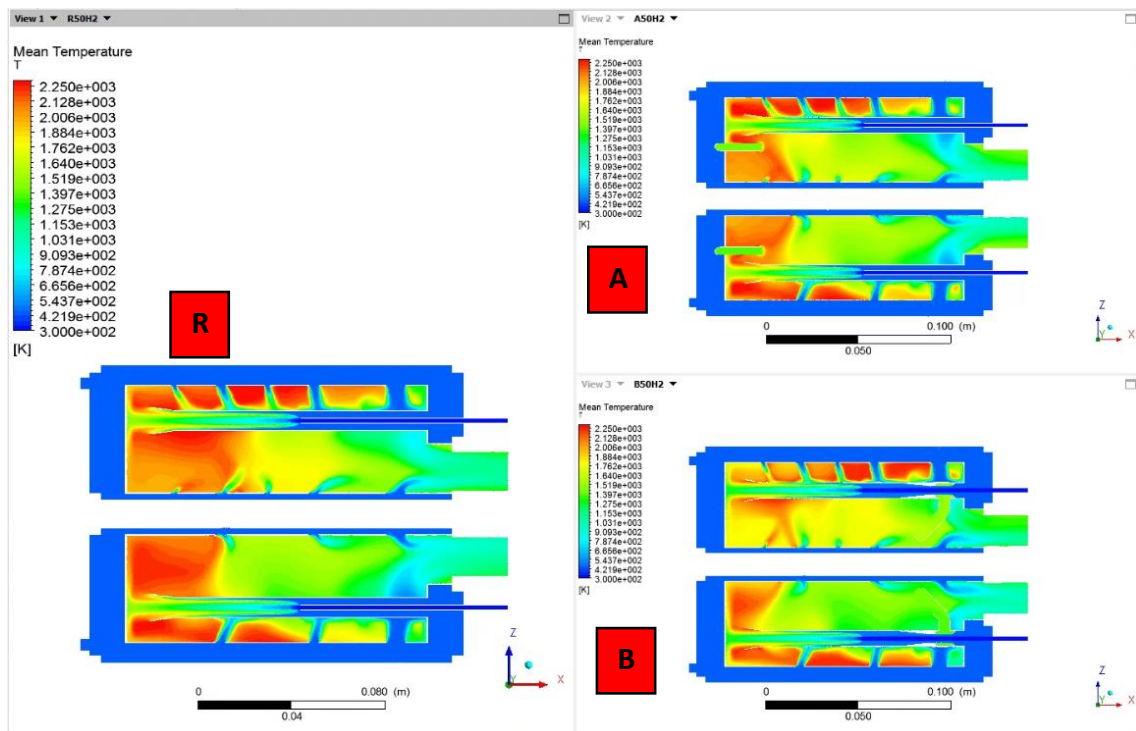 View 1 R50H2
Mean Temperature
T
2.250e+003
2.128e+003
2.006e+003
1.884e+003
1.762e+003
1.640e+003
1.519e+003
1.397e+003
1.275e+003
1.153e+003
1.031e+003
9.093e+002
7.874e+002
6.656e+002
5.437e+002
4.219e+002
3.000e+002
[K]
R
0 0.080 (m)
0.04
Z
Y
X
View 2 A50H2
Mean Temperature
T
2.250e+003
2.128e+003
2.006e+003
1.884e+003
1.762e+003
1.640e+003
1.519e+003
1.397e+003
1.275e+003
1.153e+003
1.031e+003
9.093e+002
7.874e+002
6.656e+002
5.437e+002
4.219e+002
3.000e+002
[K]
A
0 0.100 (m)
0.050
Z
Y
X
View 3 B50H2
Mean Temperature
T
2.250e+003
2.128e+003
2.006e+003
1.884e+003
1.762e+003
1.640e+003
1.519e+003
1.397e+003
1.275e+003
1.153e+003
1.031e+003
9.093e+002
7.874e+002
6.656e+002
5.437e+002
4.219e+002
3.000e+002
[K]
B
0 0.100 (m)
0.050
Z
Y
X